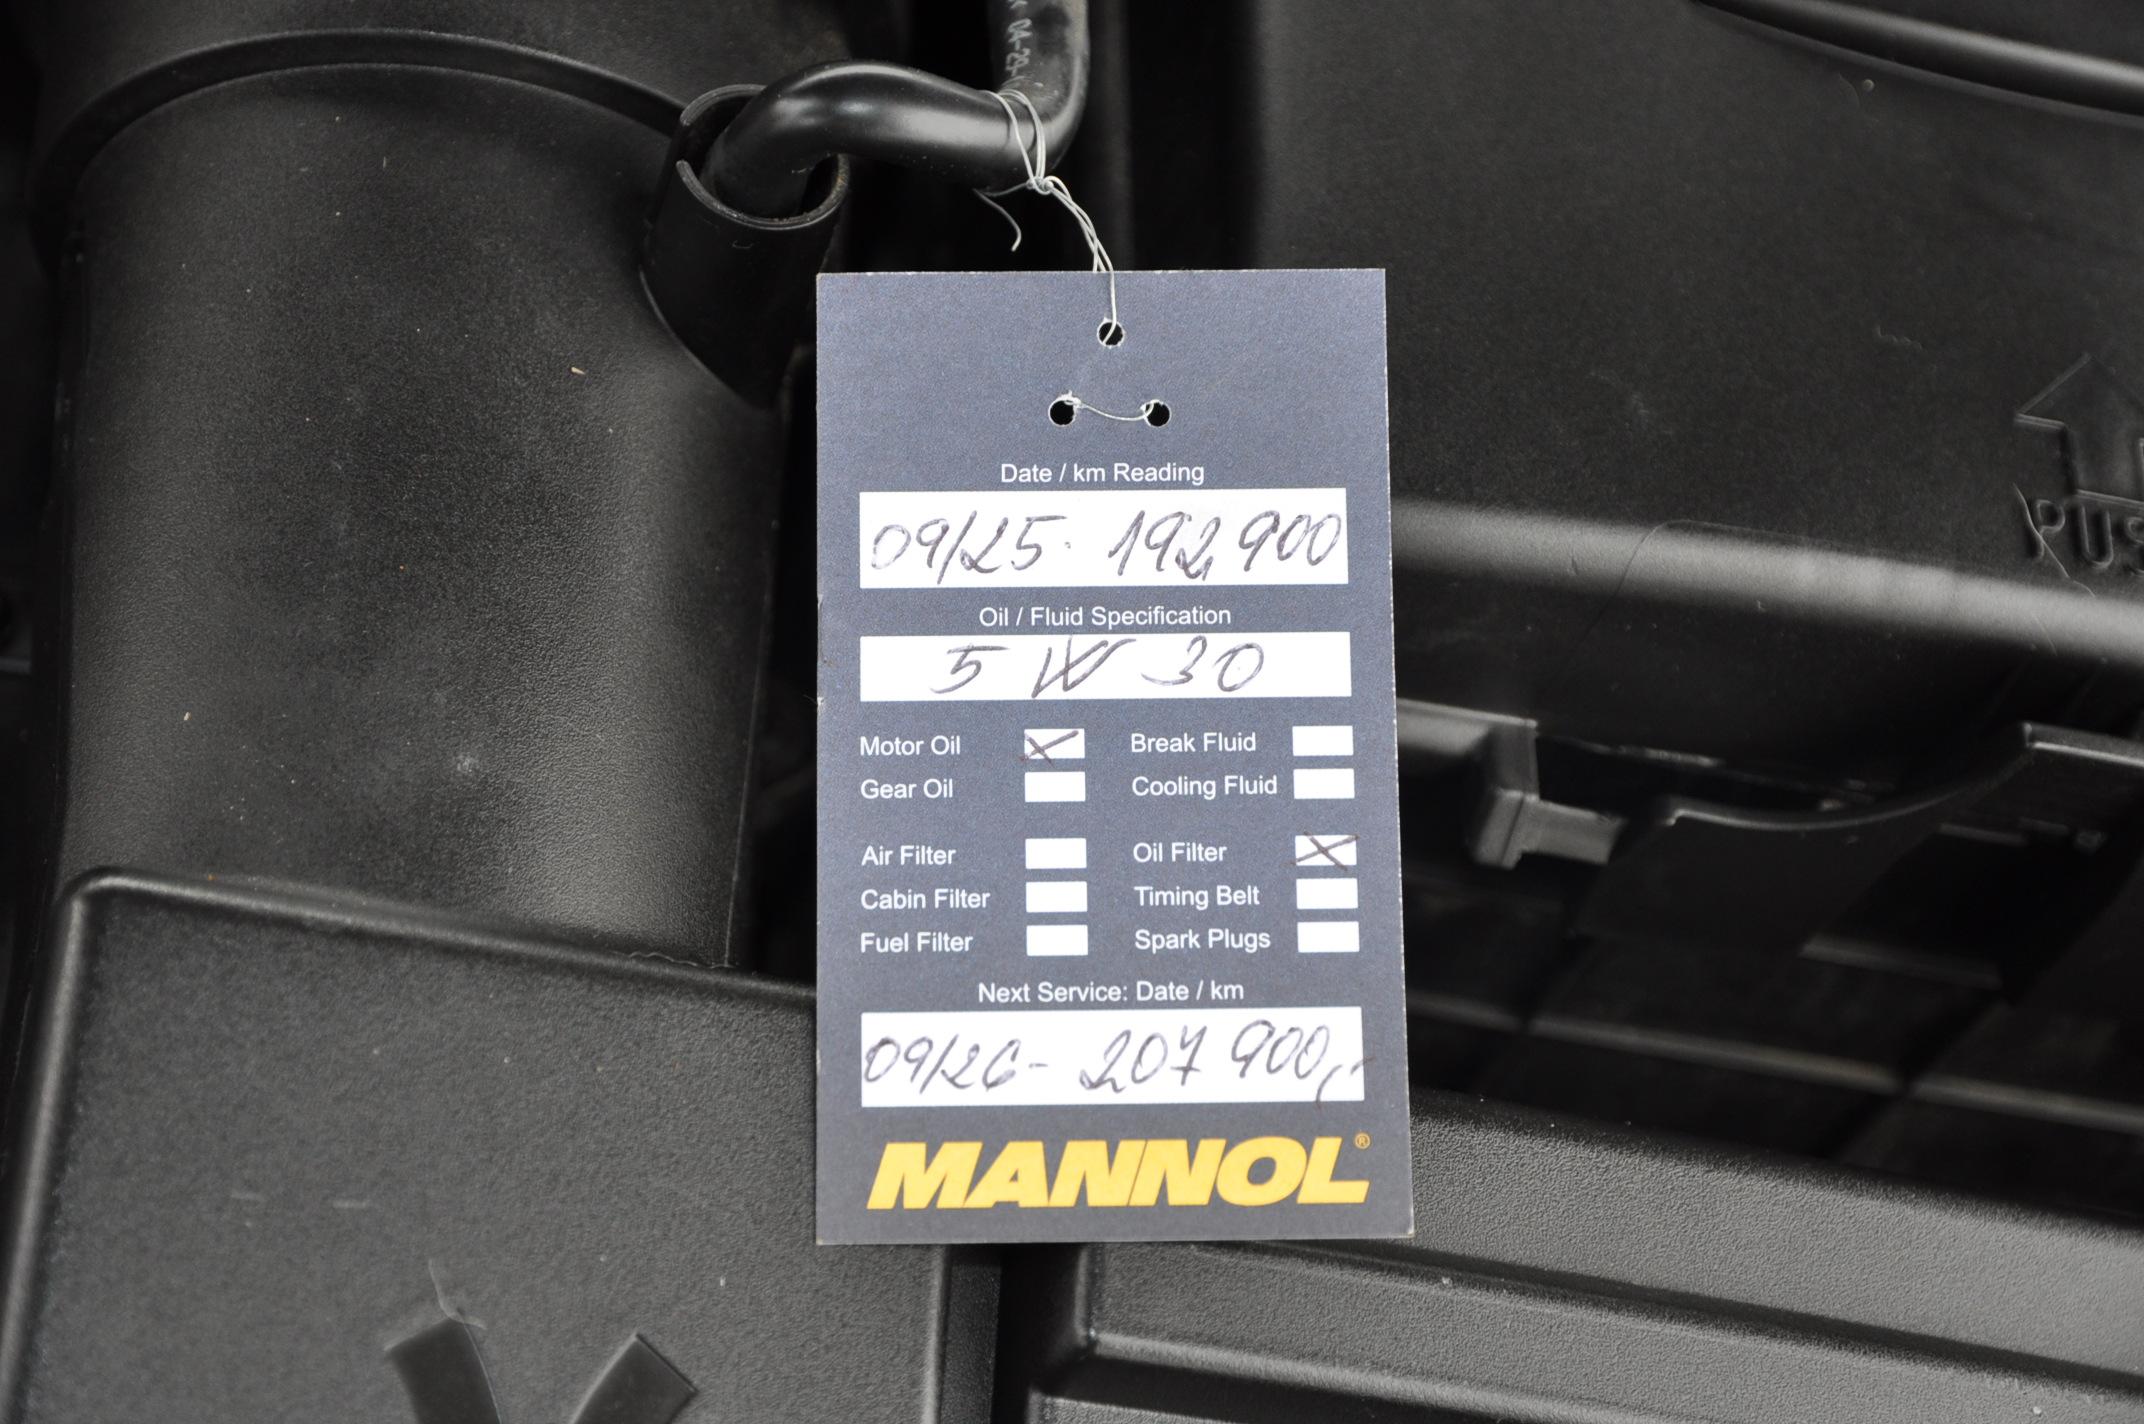 04-29-
Date / km Reading
09/25. 192 900
Oil / Fluid Specification
5 W 30
Motor Oil Break Fluid
Gear Oil Cooling Fluid
Air Filter Oil Filter
Cabin Filter Timing Belt
Fuel Filter Spark Plugs
Next Service: Date / km
09/26- 207 900,-
MANNOL®